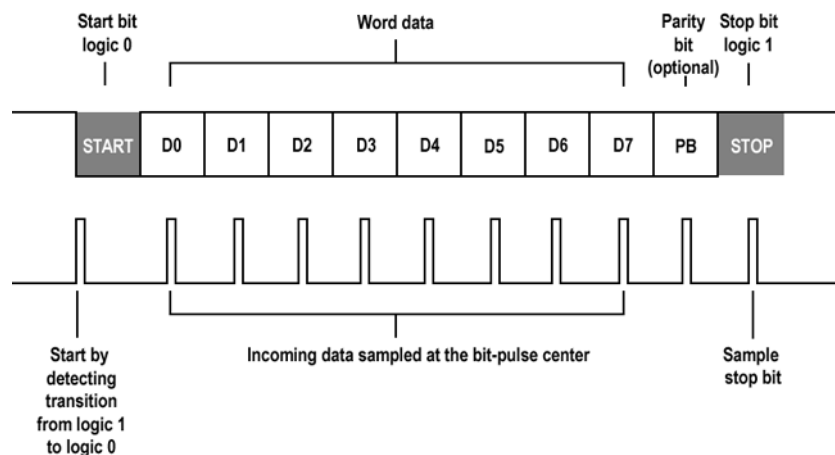 Start bit
logic 0
Word data
Parity
bit
(optional)
Stop bit
logic 1
START D0 D1 D2 D3 D4 D5 D6 D7 PB STOP
Start by
detecting
transition
from logic 1
to logic 0
Incoming data sampled at the bit-pulse center
Sample
stop bit